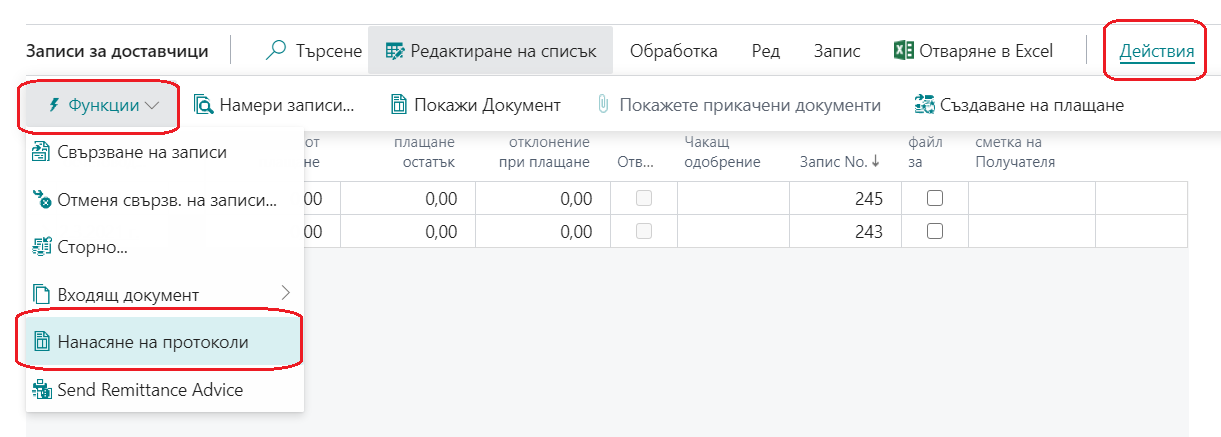 Записи за доставчици Търсене Редактиране на списък Обработка Ред Запис Отваряне в Excel Действия
Функции Намери записи... Покажи Документ Покажете прикачени документи Създаване на плащане
от плащане отклонение Чакащ файл сметка на
не остатък при плащане Отв... одобрение Запис No. ↓ за Получателя
Свързване на записи
00 0,00 0,00 245
Отменя свързв. на записи...
00 0,00 0,00 243
Сторно...
Входящ документ
Нанасяне на протоколи
Send Remittance Advice